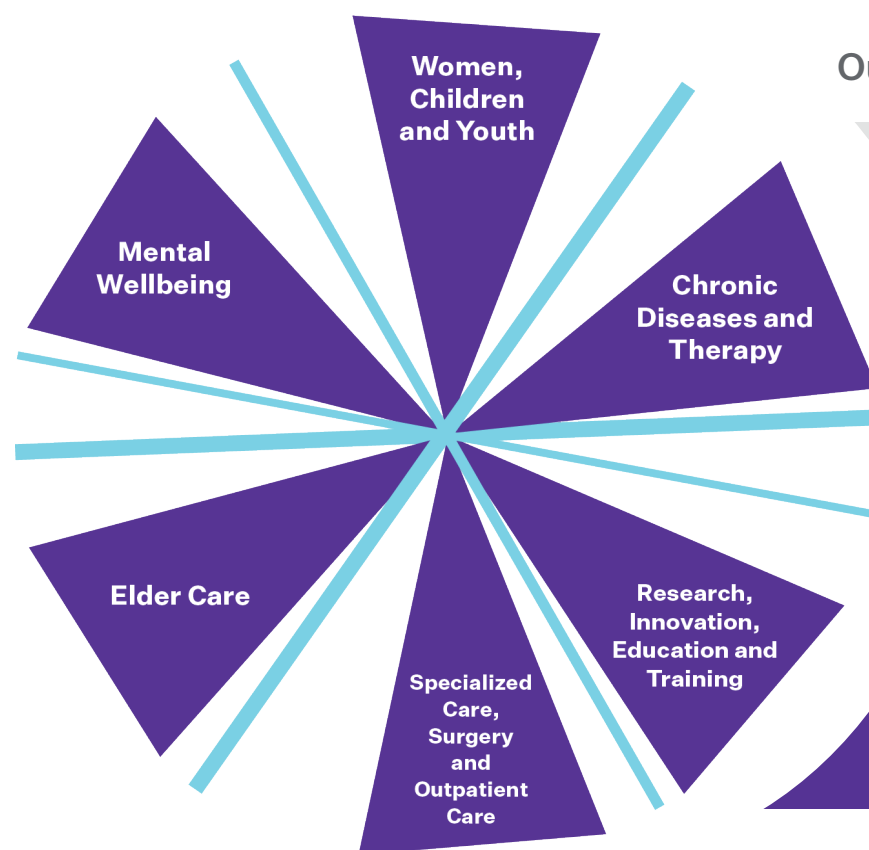 Women,
Children
and Youth
Mental
Wellbeing
Chronic
Diseases and
Therapy
Elder Care
Research,
Innovation,
Education and
Training
Specialized
Care,
Surgery
and
Outpatient
Care